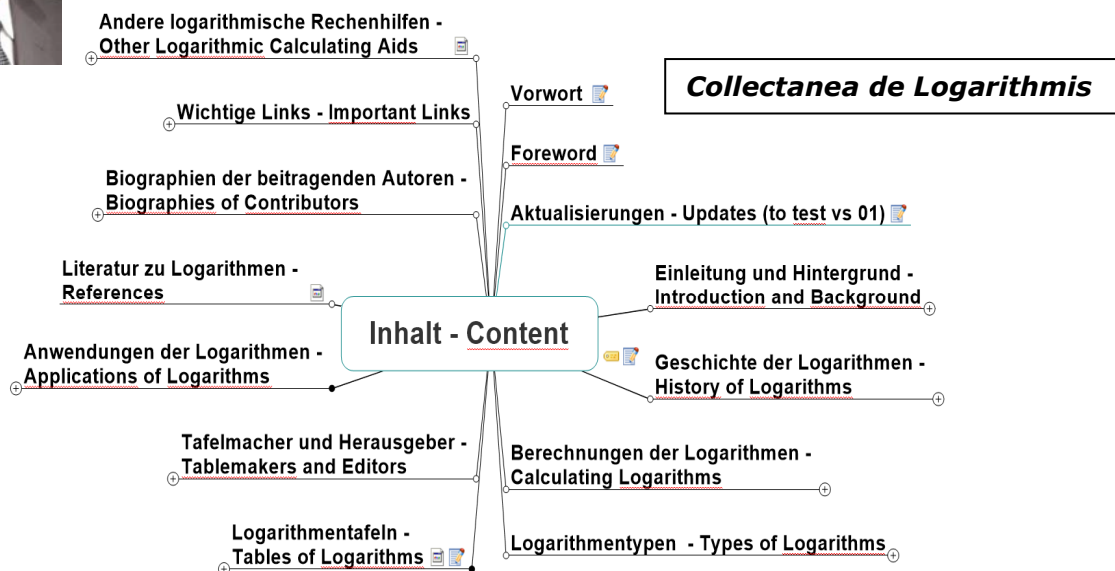 Collectanea de Logarithmis
Inhalt - Content
Vorwort
Foreword
Aktualisierungen - Updates (to test vs 01)
Einleitung und Hintergrund -
Introduction and Background
Geschichte der Logarithmen -
History of Logarithms
Berechnungen der Logarithmen -
Calculating Logarithms
Logarithmentypen - Types of Logarithms
Andere logarithmische Rechenhilfen -
Other Logarithmic Calculating Aids
Wichtige Links - Important Links
Biographien der beitragenden Autoren -
Biographies of Contributors
Literatur zu Logarithmen -
References
Anwendungen der Logarithmen -
Applications of Logarithms
Tafelmacher und Herausgeber -
Tablemakers and Editors
Logarithmentafeln -
Tables of Logarithms